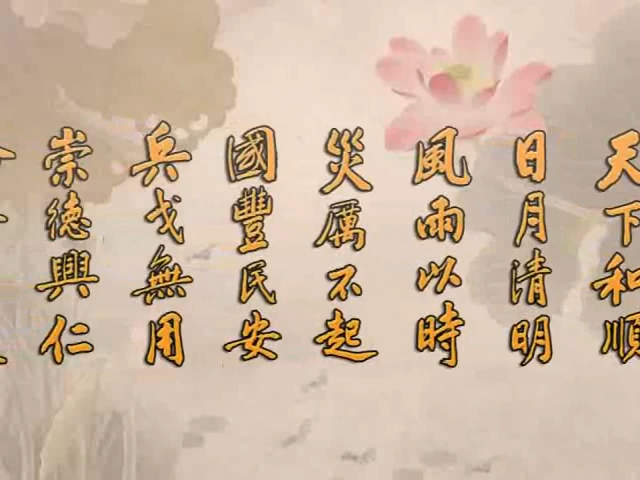 天下和順
日月清明
風雨以時
災厲不起
國豐民安
兵戈無用
崇德興仁